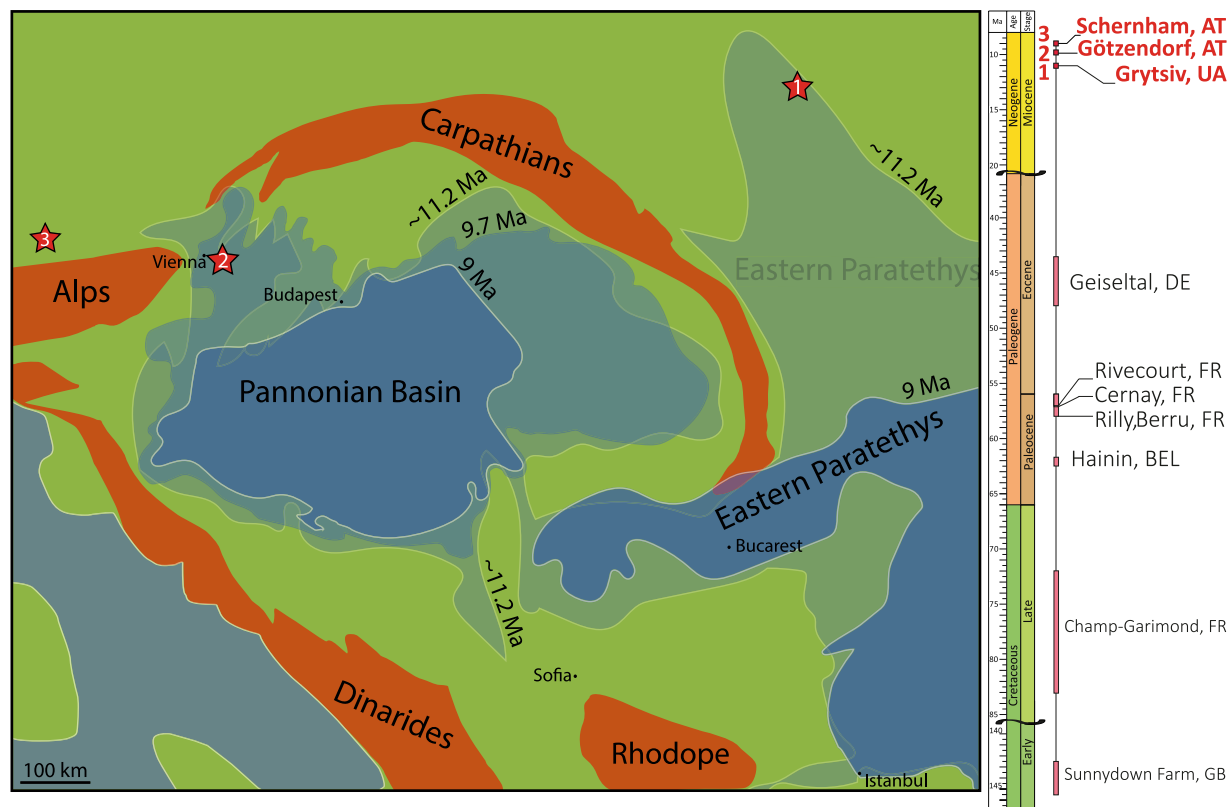 Carpathians
~11.2 Ma
9.7 Ma
9 Ma
~11.2 Ma
1
3
2
Vienna
Alps
Budapest
Eastern Paratethys
Pannonian Basin
9 Ma
Eastern Paratethys
Bucarest
~11.2 Ma
Sofia
Dinarides
Rhodope
Istanbul
100 km
Ma
Age
Stage
10
15
20
40
45
50
55
60
65
70
75
80
85
140
145
Neogene
Paleogene
Cretaceous
Miocene
Eocene
Paleocene
Late
Early
3
Schernham, AT
2
Götzendorf, AT
1
Grytsiv, UA
Geiseltal, DE
Rivecourt, FR
Cernay, FR
Rilly,Berru, FR
Hainin, BEL
Champ-Garimond, FR
Sunnydown Farm, GB